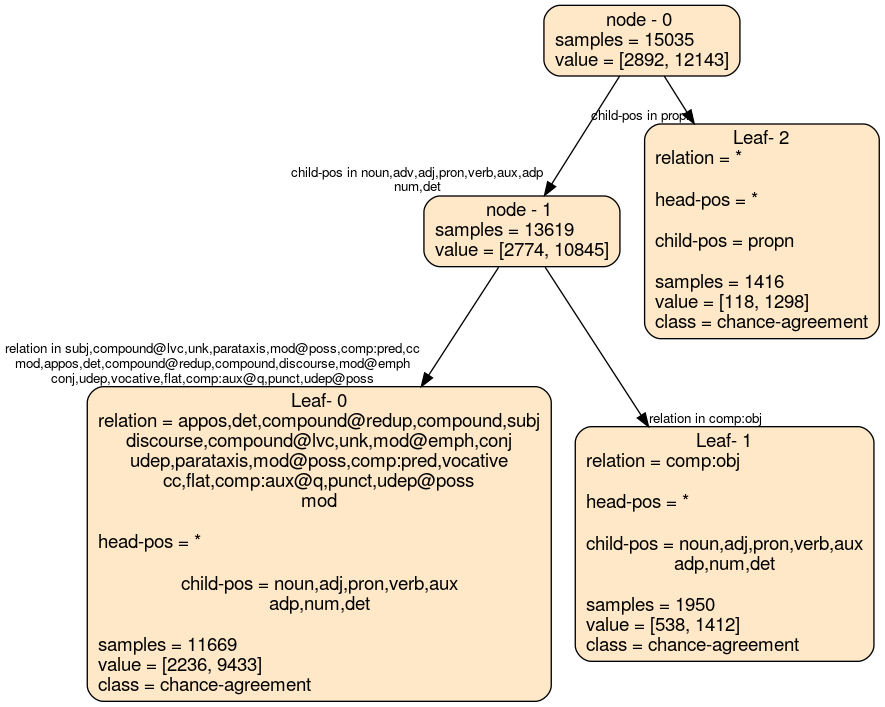 node - 0
samples = 15035
value = [2892, 12143]
child-pos in propn
Leaf- 2
relation = *
head-pos = *
child-pos = propn
samples = 1416
value = [118, 1298]
class = chance-agreement
child-pos in noun,adv,adj,pron,verb,aux,adp
num,det
node - 1
samples = 13619
value = [2774, 10845]
relation in subj,compound@lvc,unk,parataxis,mod@poss,comp:pred,cc
mod,appos,det,compound@redup,compound,discourse,mod@emph
conj,udep,vocative,flat,comp:aux@q,punct,udep@poss
Leaf- 0
relation = appos,det,compound@redup,compound,subj
discourse,compound@lvc,unk,mod@emph,conj
udep,parataxis,mod@poss,comp:pred,vocative
cc,flat,comp:aux@q,punct,udep@poss
mod
head-pos = *
child-pos = noun,adj,pron,verb,aux
adp,num,det
samples = 11669
value = [2236, 9433]
class = chance-agreement
relation in comp:obj
Leaf- 1
relation = comp:obj
head-pos = *
child-pos = noun,adj,pron,verb,aux
adp,num,det
samples = 1950
value = [538, 1412]
class = chance-agreement